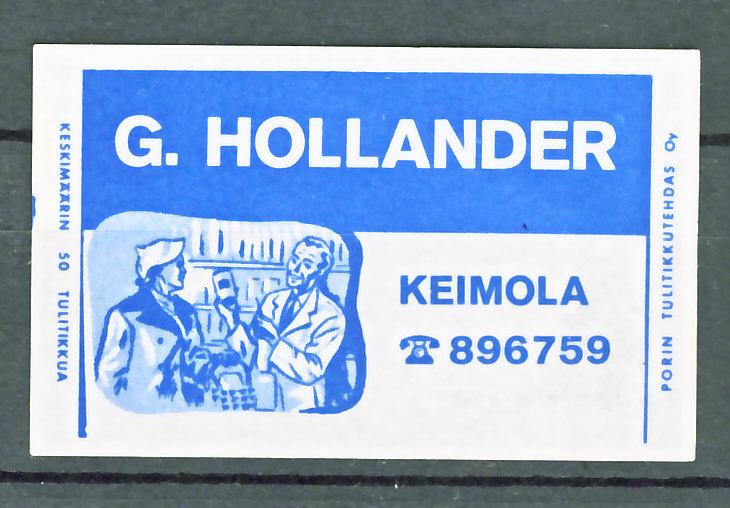 G. HOLLANDER
KEIMOLA
☎ 896759
KESKIMÄÄRIN 50 TULITIKKUA
PORIN TULITIKKUTEHDAS Oy